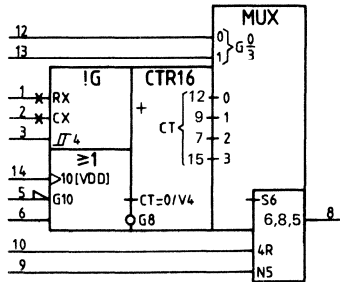 MUX
12 0
13 1 } G 0/3
!G CTR16
1 RX
2 CX
+
3 4
CT { 12 0
9 1
7 2
15 3
≥1
14 10[VDD]
5 G10
6
CT=0/V4
G8
S6
6,8,5 8
10 4R
9 N5